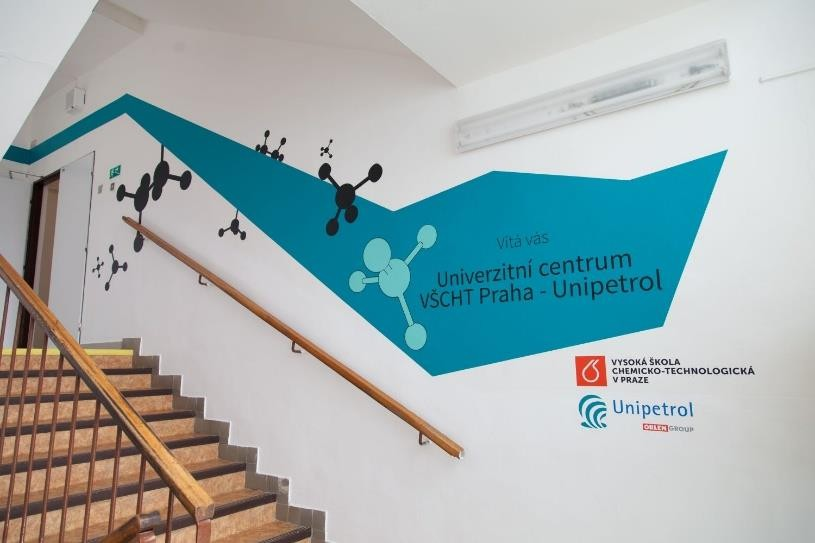 Vítá vás
Univerzitní centrum
VŠCHT Praha - Unipetrol
VYSOKÁ ŠKOLA
CHEMICKO-TECHNOLOGICKÁ
V PRAZE
Unipetrol
ORLEN GROUP